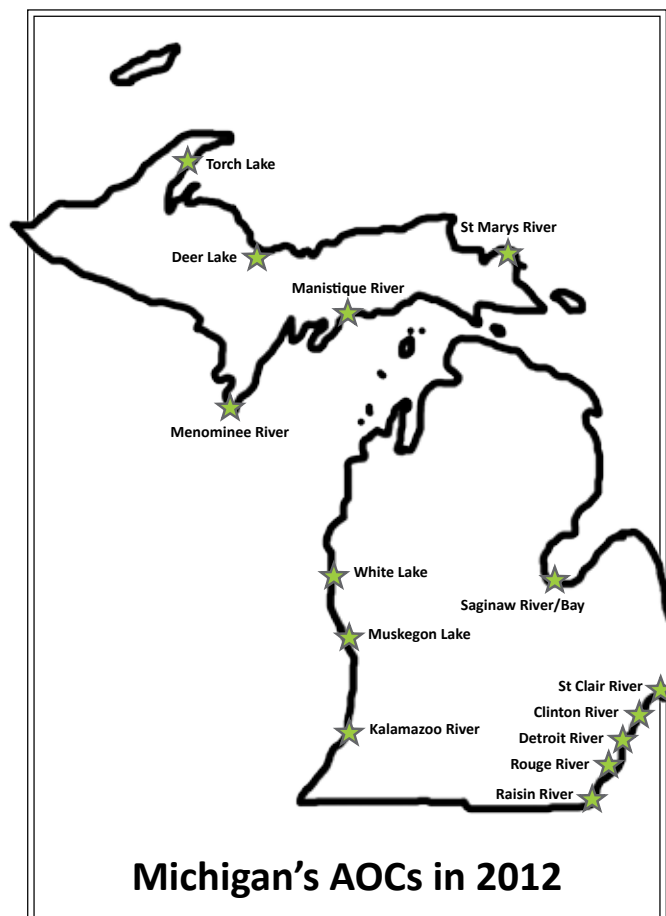 Torch Lake
St Marys River
Deer Lake
Manistique River
Menominee River
White Lake
Saginaw River/Bay
Muskegon Lake
St Clair River
Clinton River
Kalamazoo River
Detroit River
Rouge River
Raisin River
Michigan's AOCs in 2012